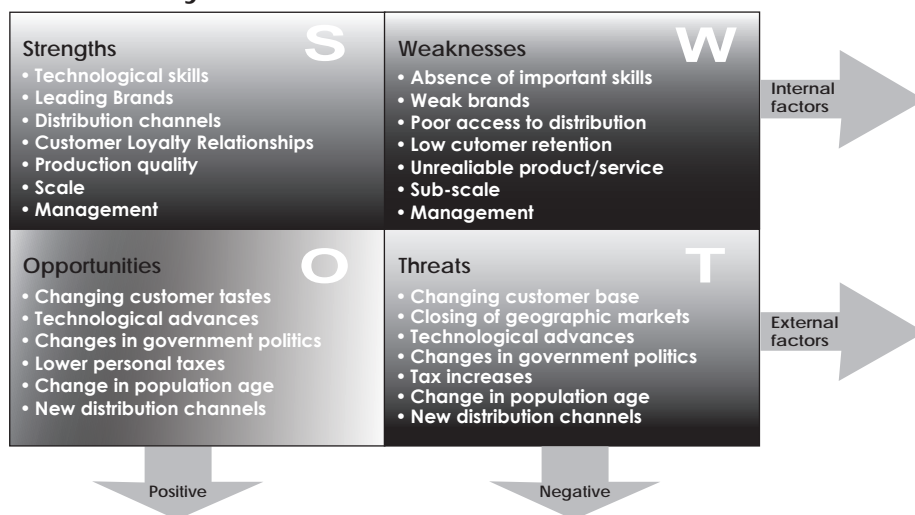 Strengths
S
• Technological skills
• Leading Brands
• Distribution channels
• Customer Loyalty Relationships
• Production quality
• Scale
• Management
Weaknesses
W
• Absence of important skills
• Weak brands
• Poor access to distribution
• Low cutomer retention
• Unrealiable product/service
• Sub-scale
• Management
Internal
factors
Opportunities
O
• Changing customer tastes
• Technological advances
• Changes in government politics
• Lower personal taxes
• Change in population age
• New distribution channels
Threats
T
• Changing customer base
• Closing of geographic markets
• Technological advances
• Changes in government politics
• Tax increases
• Change in population age
• New distribution channels
External
factors
Positive
Negative